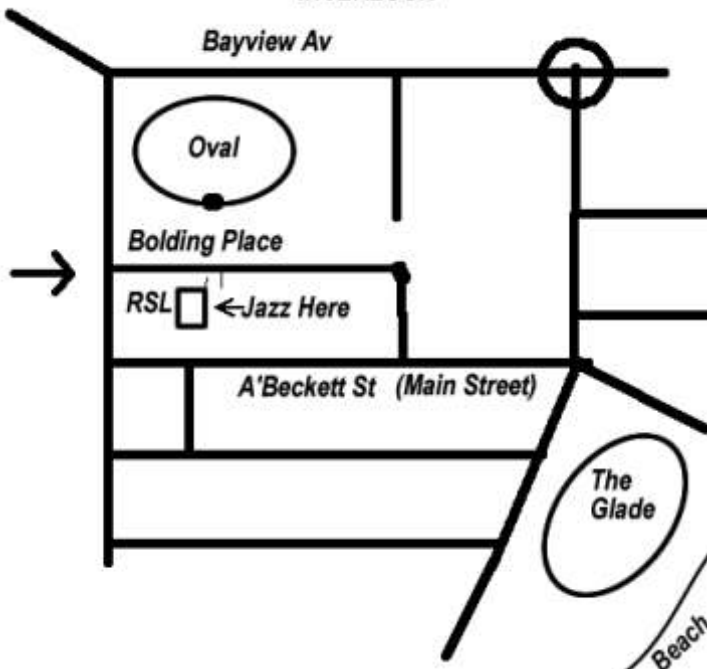 Bayview Av
Oval
Bolding Place
RSL
Jazz Here
A'Beckett St (Main Street)
The
Glade
Beach